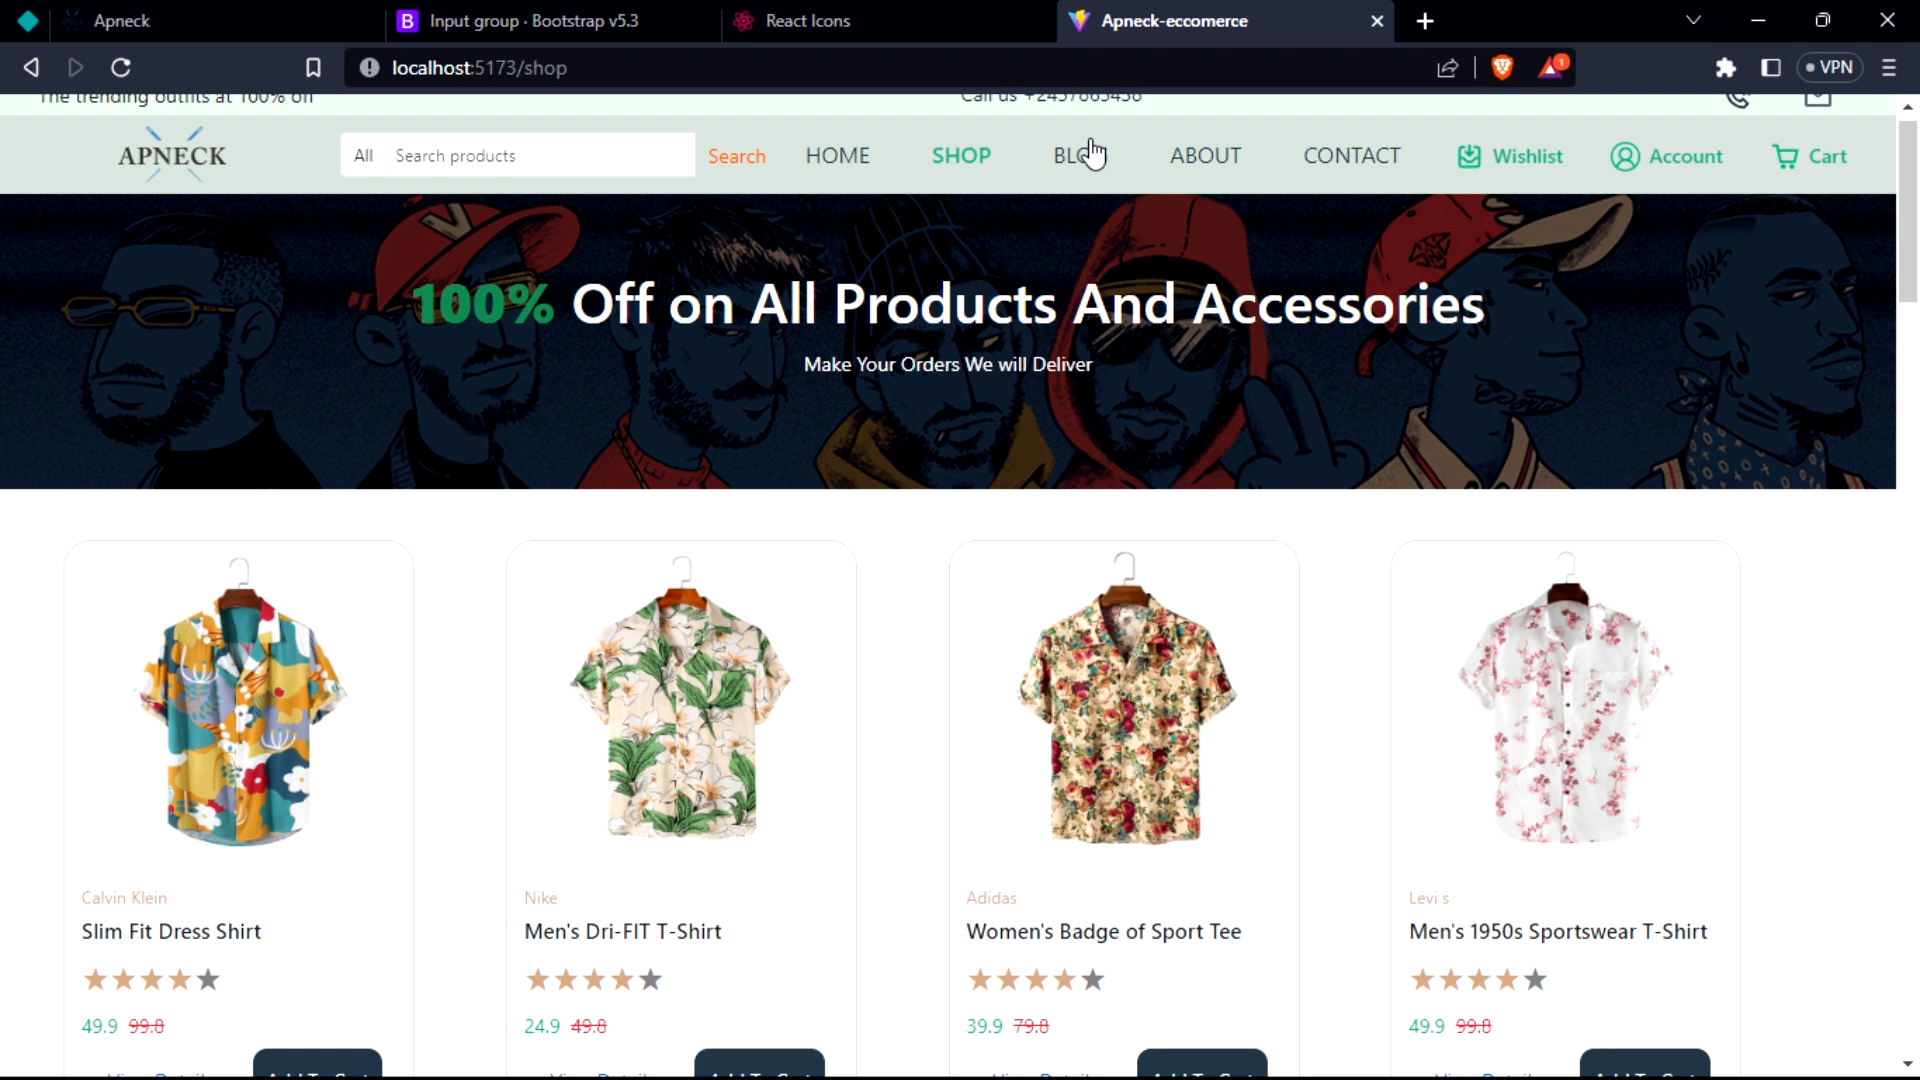 Apneck
Input group · Bootstrap v5.3
React Icons
Apneck-eccomerce
localhost:5173/shop
1
VPN
The trending outfits at 100% off
Call us +2457865438
APNECK
All
Search products
Search
HOME
SHOP
BLOG
ABOUT
CONTACT
Wishlist
Account
Cart
100% Off on All Products And Accessories
Make Your Orders We will Deliver
Calvin Klein
Slim Fit Dress Shirt
49.9 99.8
Nike
Men's Dri-FIT T-Shirt
24.9 49.8
Adidas
Women's Badge of Sport Tee
39.9 79.8
Levi s
Men's 1950s Sportswear T-Shirt
49.9 99.8